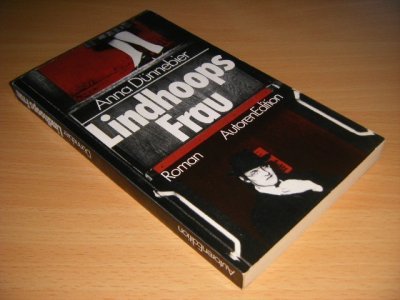 Anna Dünnebier
Lindhoops
Frau
Roman AutorenEdition
Dünnebier Lindhoops Frau
AutorenEdition